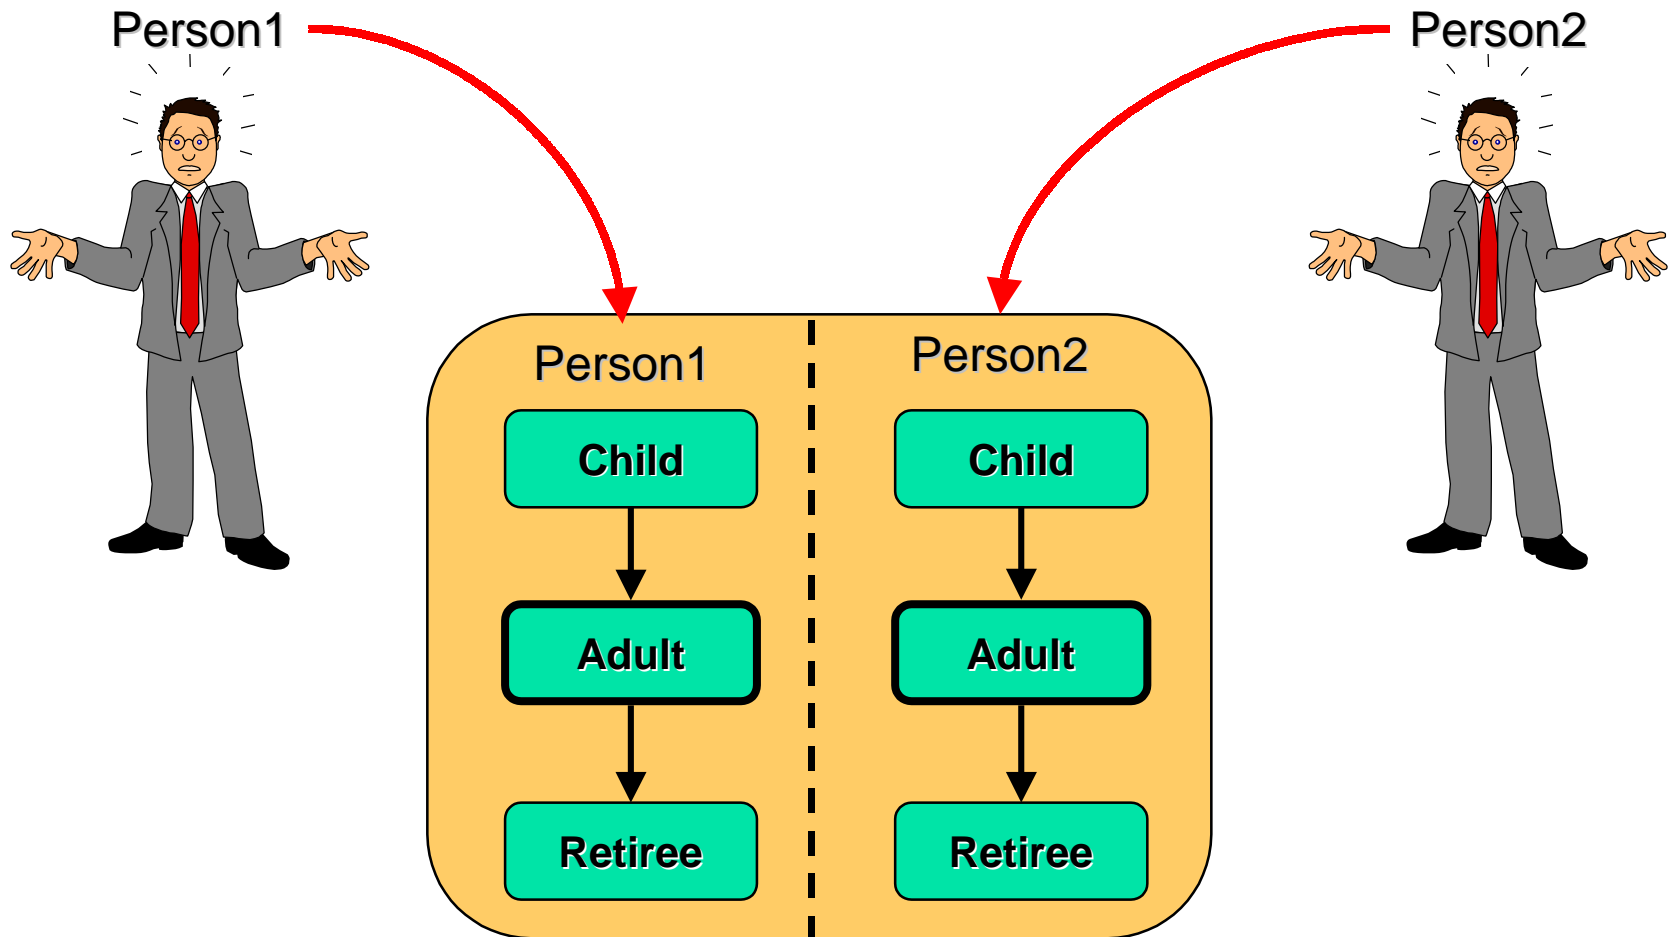 Person1
Person2
Person1
Person2
Child
Child
Adult
Adult
Retiree
Retiree